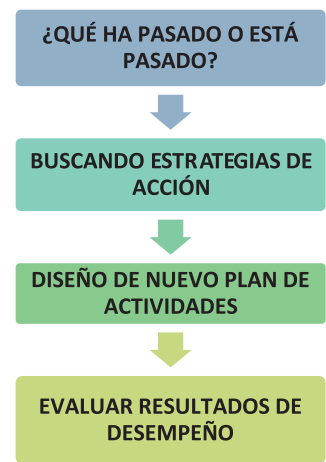 ¿QUÉ HA PASADO O ESTÁ
PASADO?
BUSCANDO ESTRATEGIAS DE
ACCIÓN
DISEÑO DE NUEVO PLAN DE
ACTIVIDADES
EVALUAR RESULTADOS DE
DESEMPEÑO